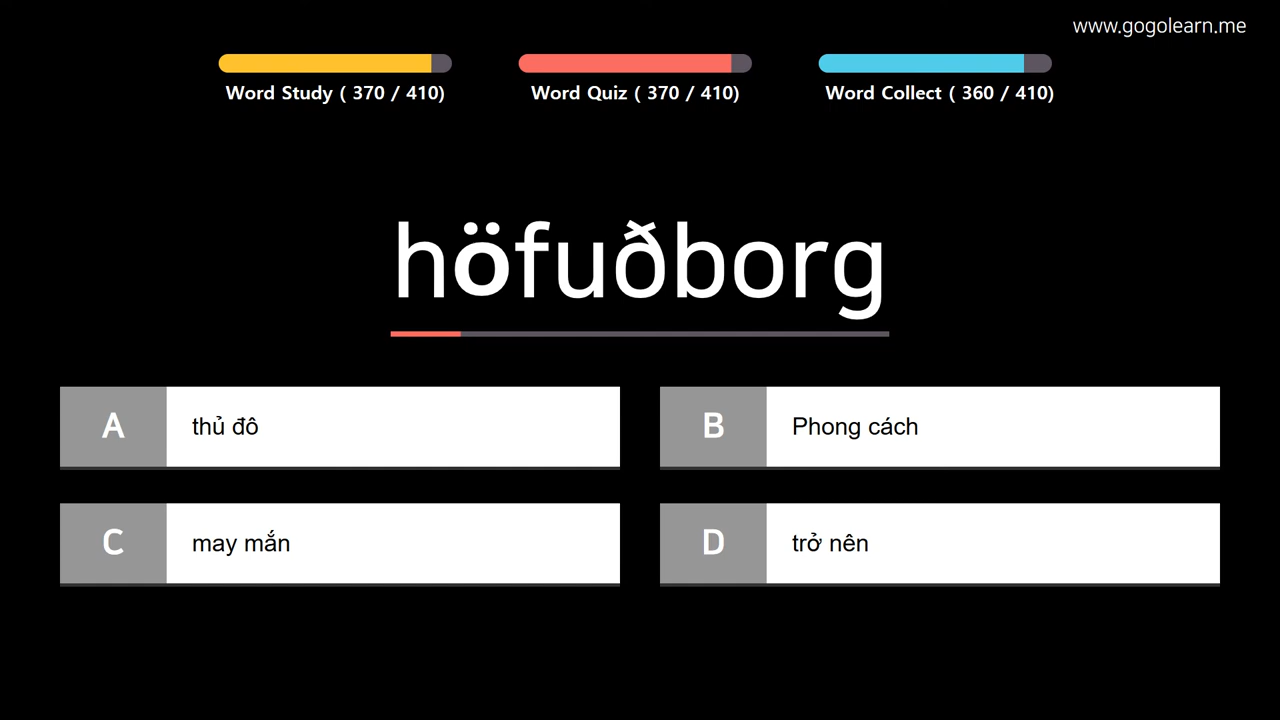 www.gogolearn.me
Word Study ( 370 / 410)
Word Quiz ( 370 / 410)
Word Collect ( 360 / 410)
höfuðborg
A thủ đô
B Phong cách
C may mắn
D trở nên